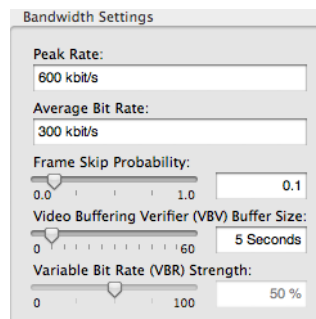 Bandwidth Settings
Peak Rate:
600 kbit/s
Average Bit Rate:
300 kbit/s
Frame Skip Probability:
0.0 1.0 0.1
Video Buffering Verifier (VBV) Buffer Size:
0 60 5 Seconds
Variable Bit Rate (VBR) Strength:
0 100 50 %